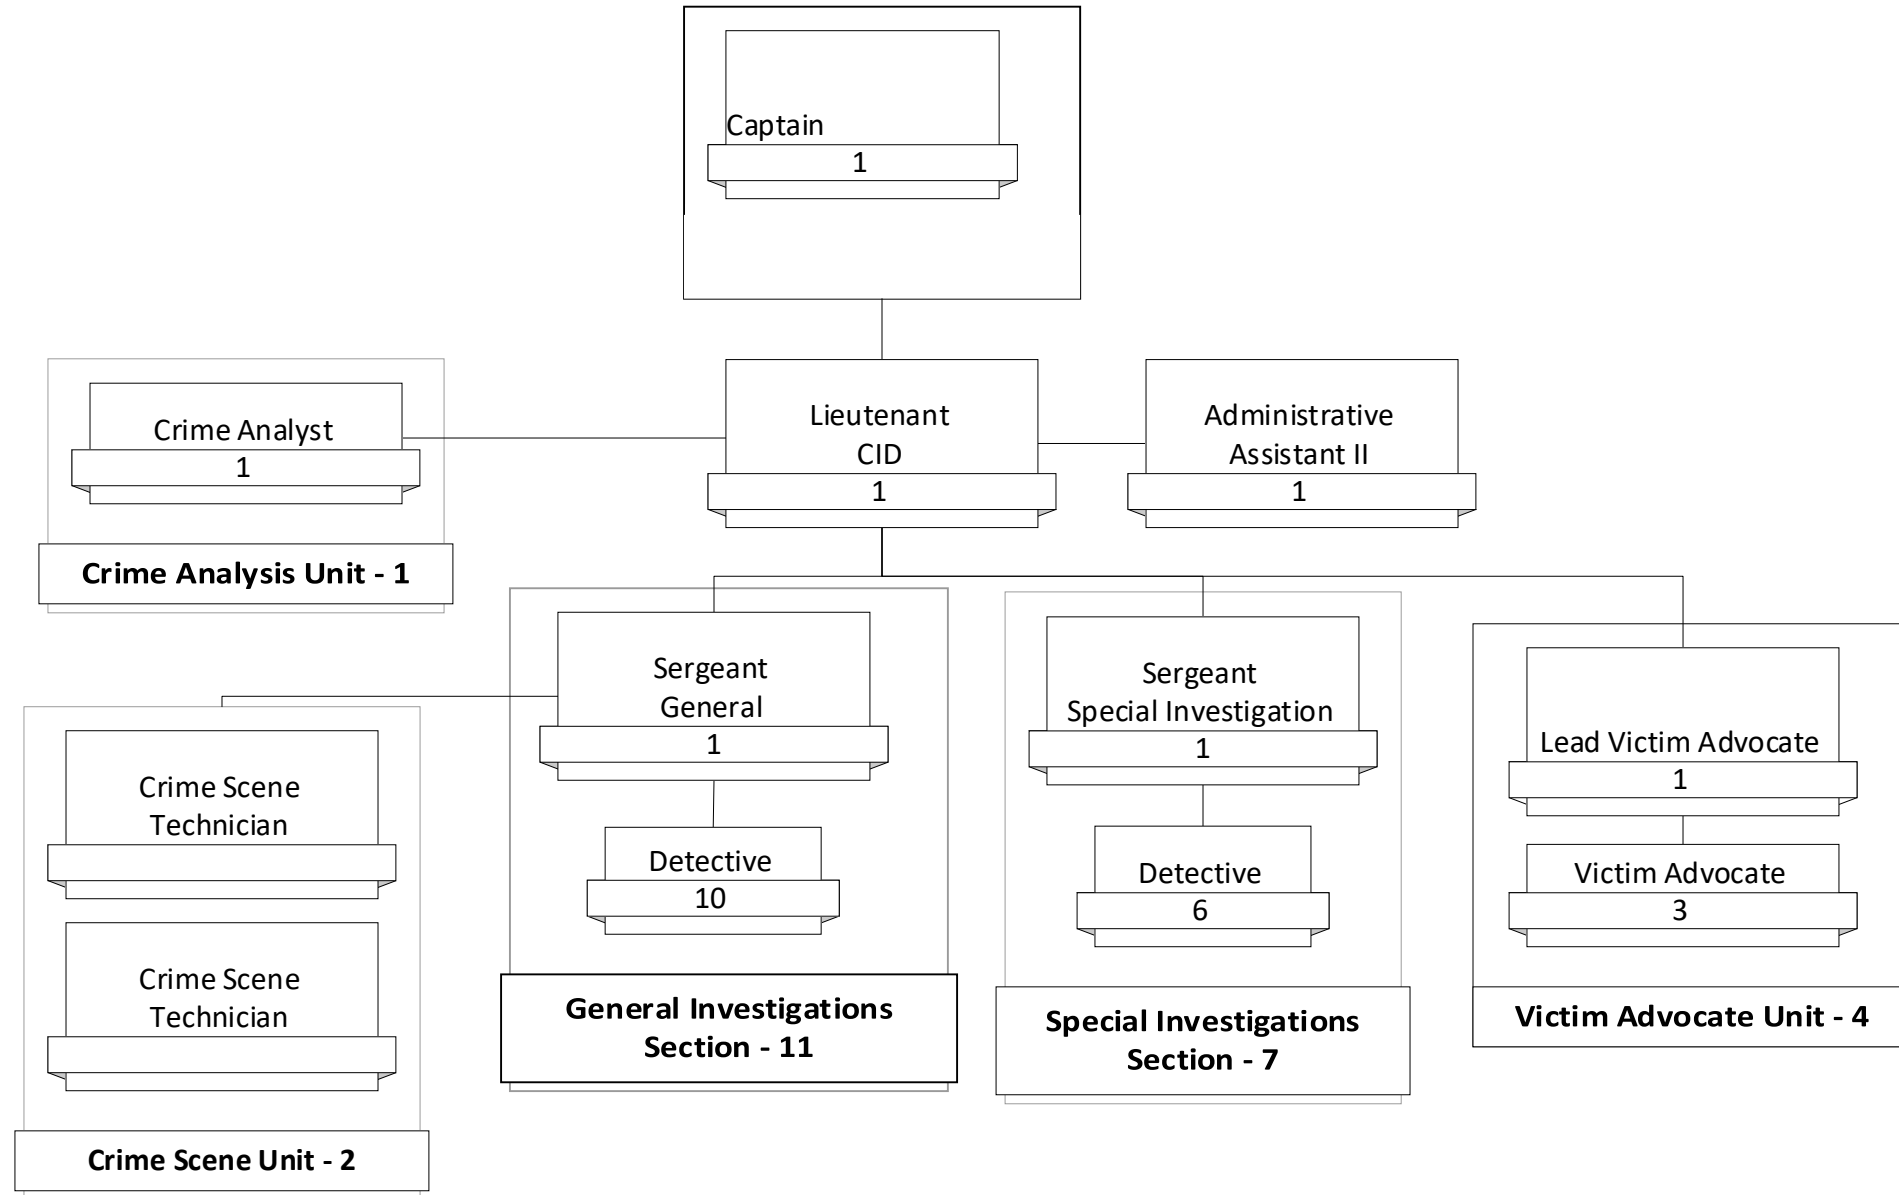 Captain
1
Crime Analyst
1
Crime Analysis Unit - 1
Lieutenant
CID
1
Administrative
Assistant II
1
Crime Scene
Technician
Crime Scene
Technician
Crime Scene Unit - 2
Sergeant
General
1
Detective
10
General Investigations
Section - 11
Sergeant
Special Investigation
1
Detective
6
Special Investigations
Section - 7
Lead Victim Advocate
1
Victim Advocate
3
Victim Advocate Unit - 4